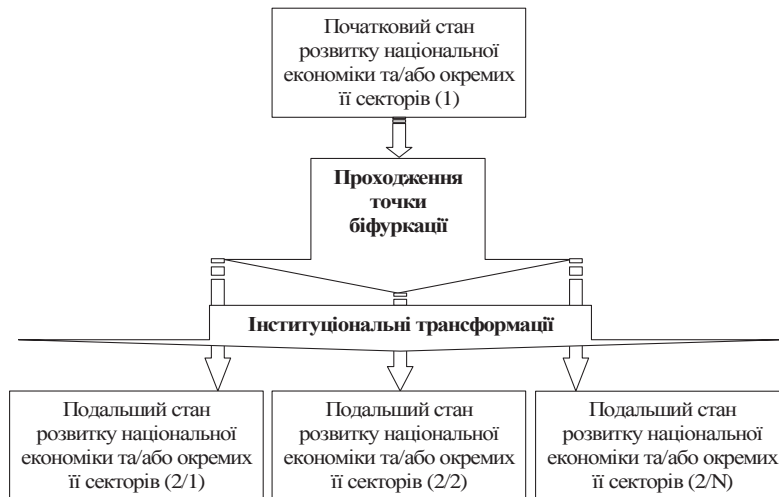 Початковий стан
розвитку національної
економіки та/або окремих
її секторів (1)
Проходження
точки
біфуркації
Інституціональні трансформації
Подальший стан
розвитку національної
економіки та/або окремих
її секторів (2/1)
Подальший стан
розвитку національної
економіки та/або окремих
її секторів (2/2)
Подальший стан
розвитку національної
економіки та/або окремих
її секторів (2/N)